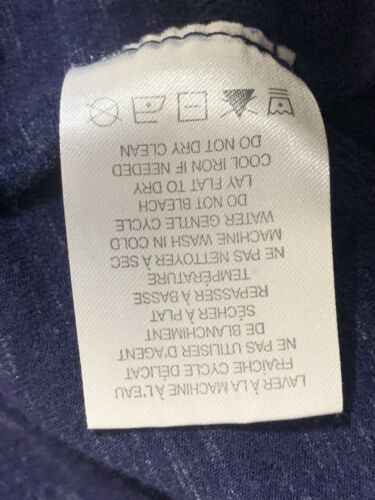 LAVER À LA MACHINE À L'EAU
FRAÎCHE CYCLE DÉLICAT
NE PAS UTILISER D'AGENT
DE BLANCHIMENT
SÉCHER À PLAT
REPASSER À BASSE
TEMPÉRATURE
NE PAS NETTOYER À SEC
MACHINE WASH IN COLD
WATER GENTLE CYCLE
DO NOT BLEACH
LAY FLAT TO DRY
COOL IRON IF NEEDED
DO NOT DRY CLEAN